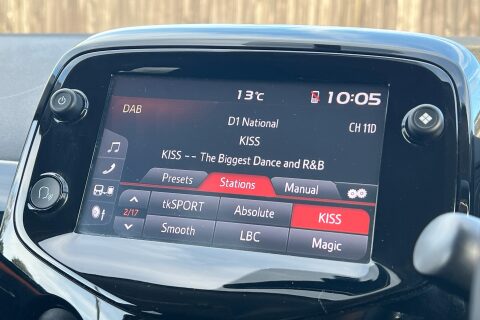 13°C 10:05
DAB
D1 National
CH 11D
KISS
KISS -- The Biggest Dance and R&B
Presets Stations Manual
2/17
tkSPORT Absolute KISS
Smooth LBC Magic